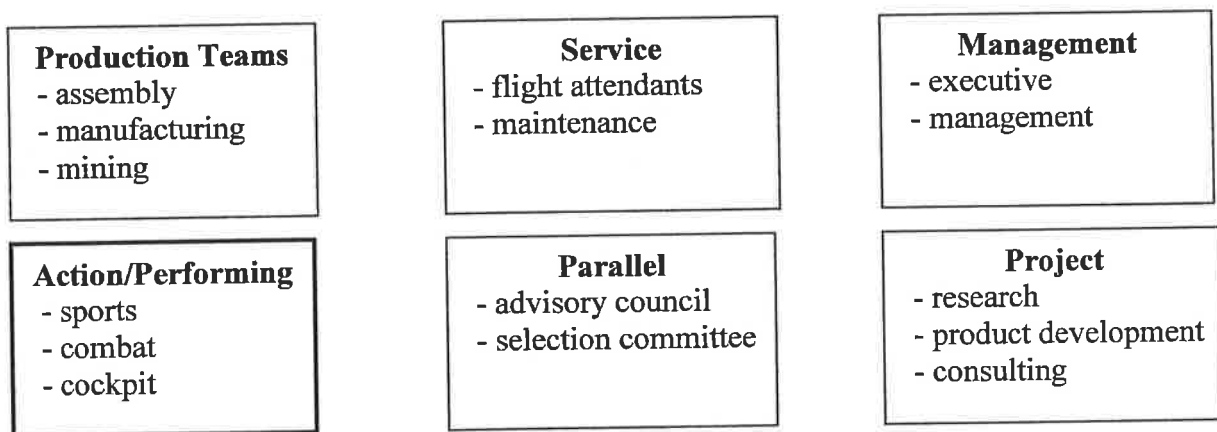 Production Teams
- assembly
- manufacturing
- mining
Service
- flight attendants
- maintenance
Management
- executive
- management
Action/Performing
- sports
- combat
- cockpit
Parallel
- advisory council
- selection committee
Project
- research
- product development
- consulting